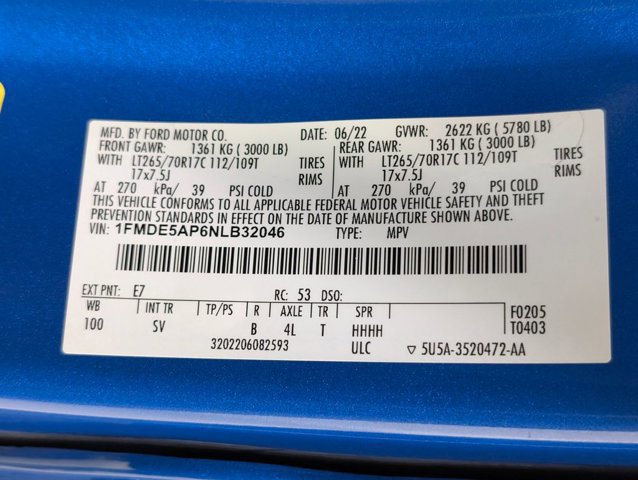 MFD. BY FORD MOTOR CO. DATE: 06/22 GVWR: 2622 KG ( 5780 LB)
FRONT GAWR: 1361 KG ( 3000 LB) REAR GAWR: 1361 KG ( 3000 LB)
WITH LT265/70R17C 112/109T TIRES WITH LT265/70R17C 112/109T TIRES
17x7.5J RIMS 17x7.5J RIMS
AT 270 kPa/ 39 PSI COLD AT 270 kPa/ 39 PSI COLD
THIS VEHICLE CONFORMS TO ALL APPLICABLE FEDERAL MOTOR VEHICLE SAFETY AND THEFT
PREVENTION STANDARDS IN EFFECT ON THE DATE OF MANUFACTURE SHOWN ABOVE.
VIN: 1FMDE5AP6NLB32046 TYPE: MPV
EXT PNT: E7 RC: 53 DSO:
WB INT TR TP/PS R AXLE TR SPR F0205
100 SV B 4L T HHHH T0403
3202206082593 ULC ▽ 5U5A-3520472-AA